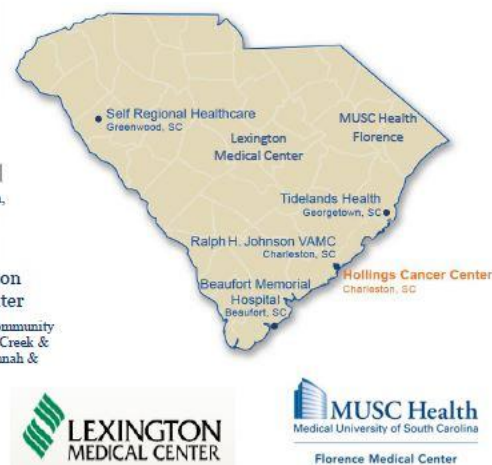 Self Regional Healthcare
Greenwood, SC
MUSC Health
Florence
Lexington
Medical Center
Tidelands Health
Georgetown, SC
Ralph H. Johnson VAMC
Charleston, SC
Hollings Cancer Center
Charleston, SC
Beaufort Memorial
Hospital
Beaufort, SC
on
ter
Creek &
&
LEXINGTON
MEDICAL CENTER
MUSC Health
Medical University of South Carolina
Florence Medical Center